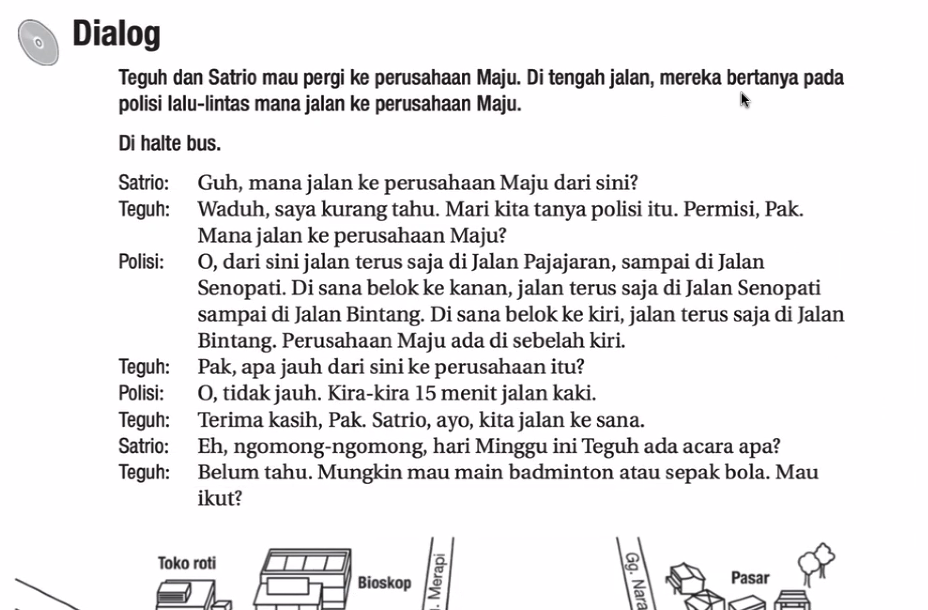 Dialog
Teguh dan Satrio mau pergi ke perusahaan Maju. Di tengah jalan, mereka bertanya pada
polisi lalu-lintas mana jalan ke perusahaan Maju.
Di halte bus.
Satrio: Guh, mana jalan ke perusahaan Maju dari sini?
Teguh: Waduh, saya kurang tahu. Mari kita tanya polisi itu. Permisi, Pak.
Mana jalan ke perusahaan Maju?
Polisi: O, dari sini jalan terus saja di Jalan Pajajaran, sampai di Jalan
Senopati. Di sana belok ke kanan, jalan terus saja di Jalan Senopati
sampai di Jalan Bintang. Di sana belok ke kiri, jalan terus saja di Jalan
Bintang. Perusahaan Maju ada di sebelah kiri.
Teguh: Pak, apa jauh dari sini ke perusahaan itu?
Polisi: O, tidak jauh. Kira-kira 15 menit jalan kaki.
Teguh: Terima kasih, Pak. Satrio, ayo, kita jalan ke sana.
Satrio: Eh, ngomong-ngomong, hari Minggu ini Teguh ada acara apa?
Teguh: Belum tahu. Mungkin mau main badminton atau sepak bola. Mau
ikut?
Toko roti
Bioskop
Merapi
Gg.
Pasar